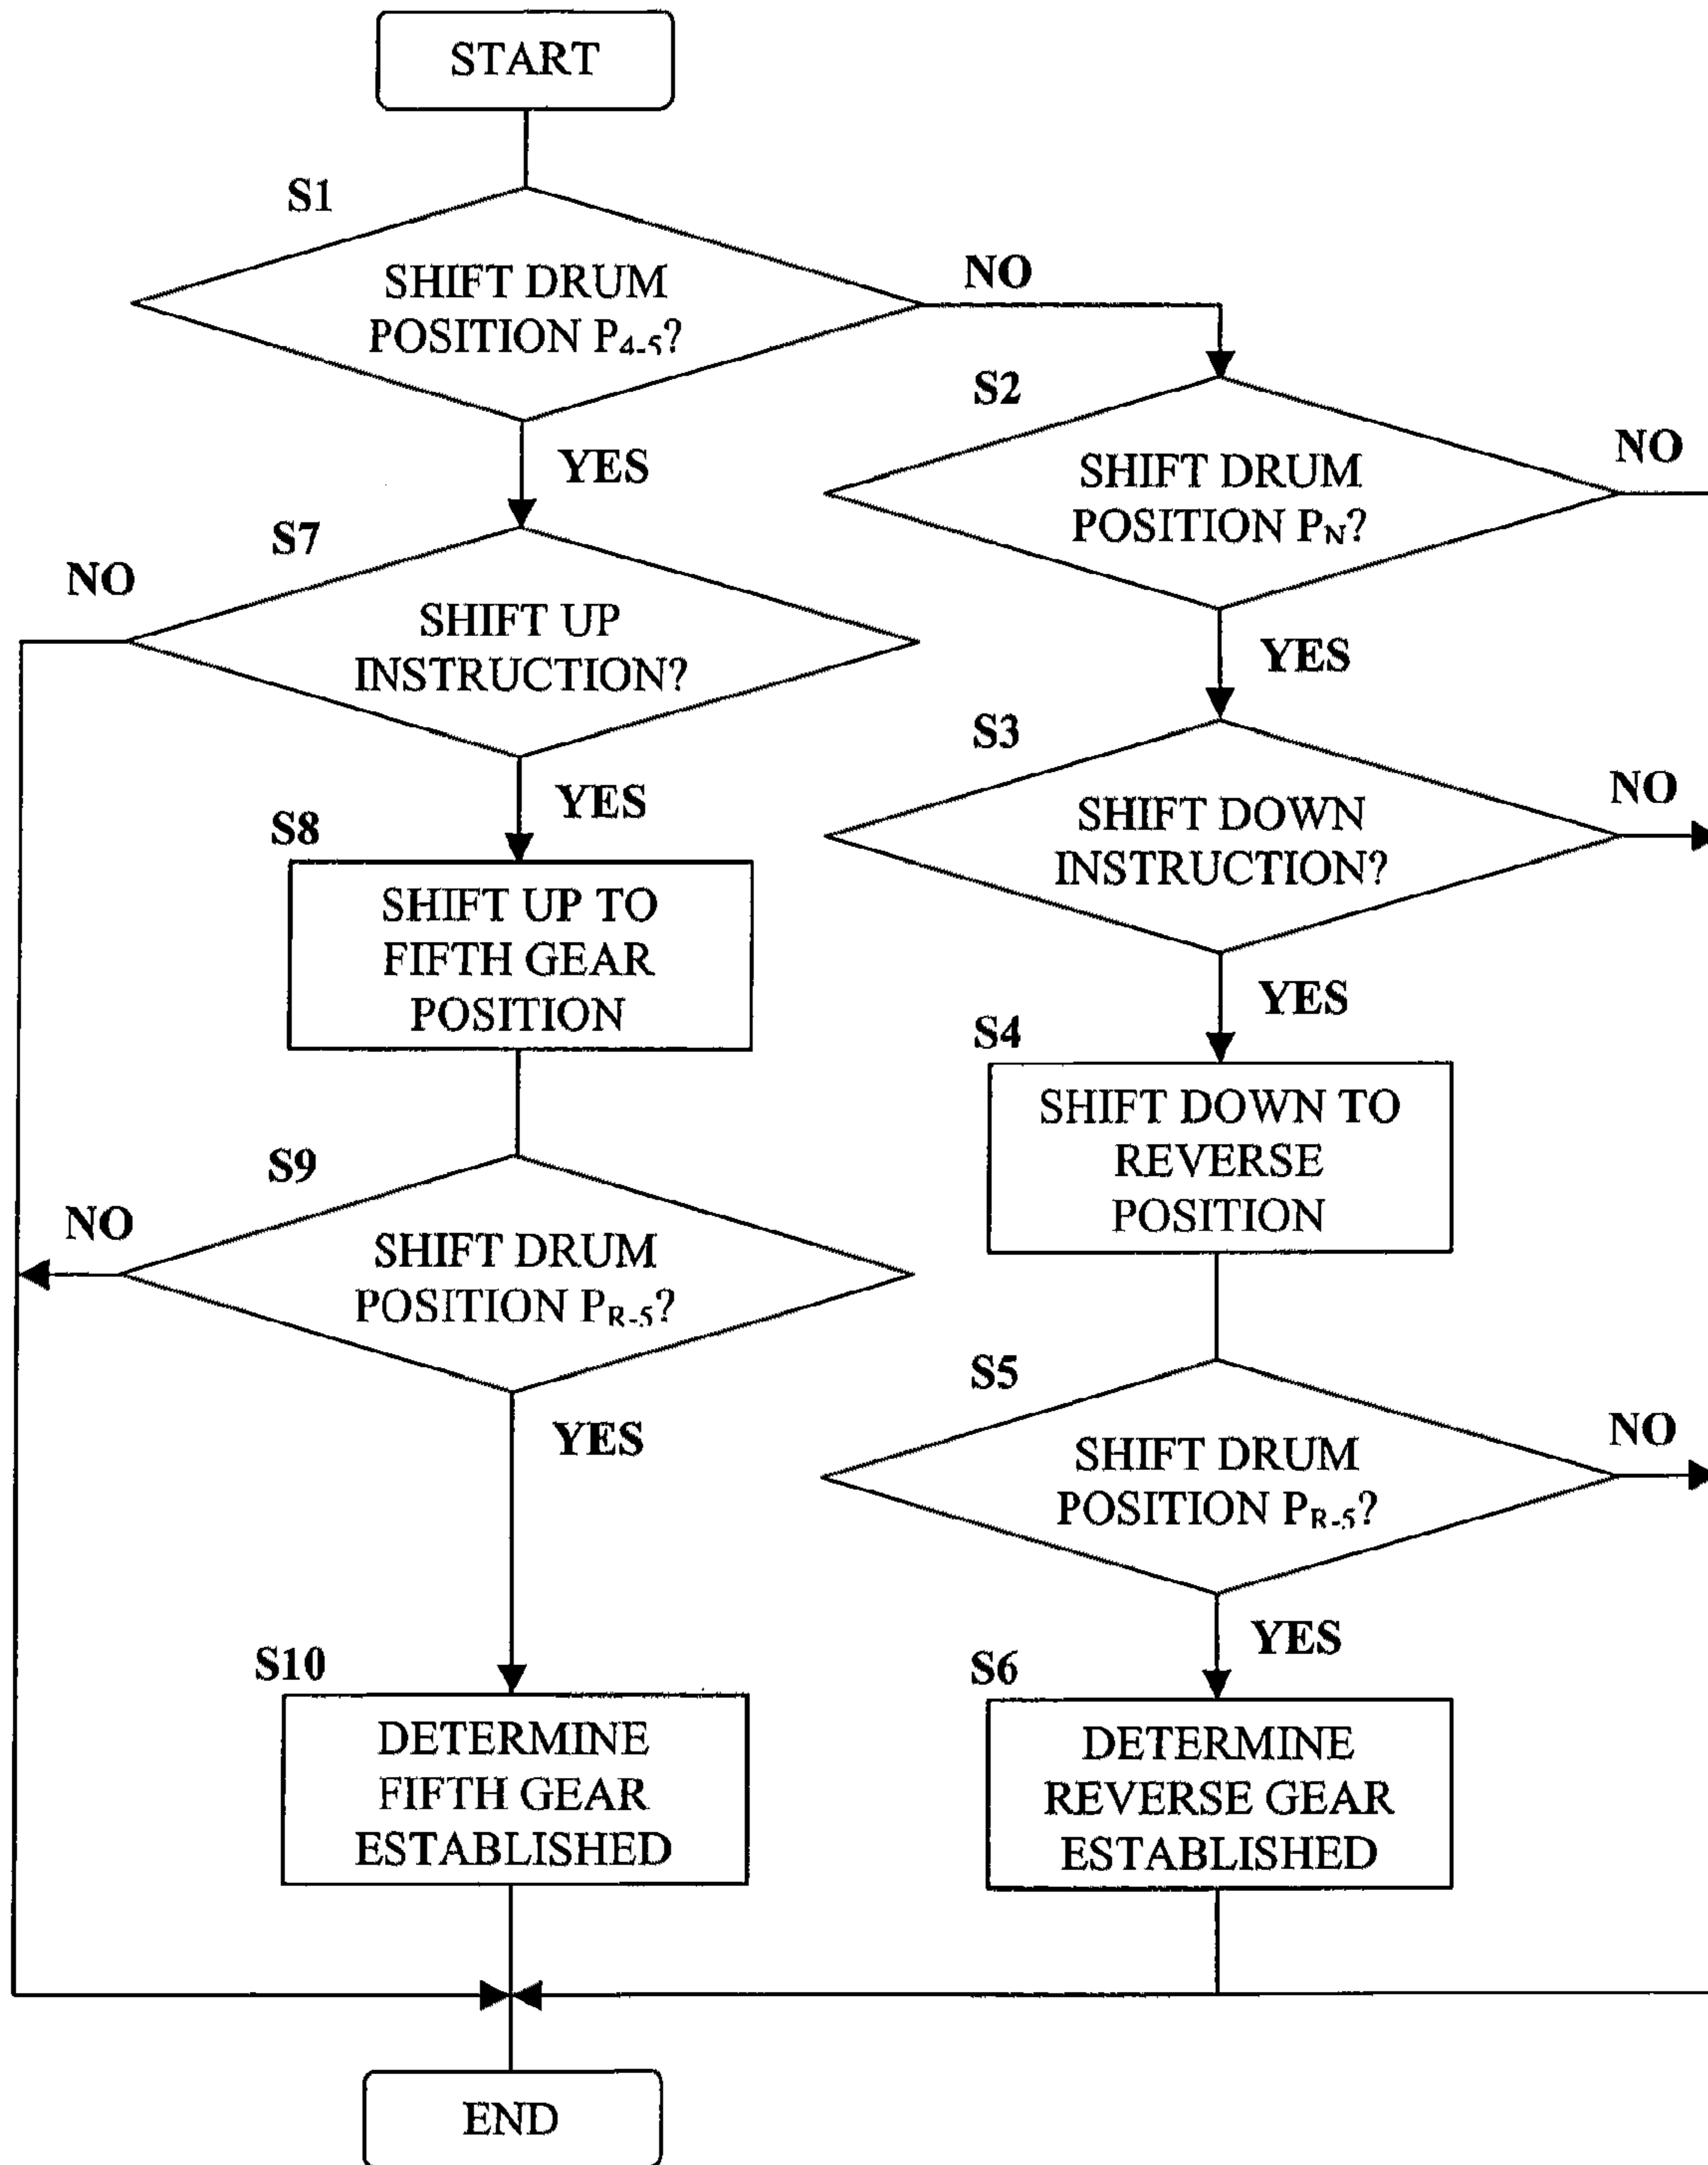 START
S1
SHIFT DRUM
POSITION P4-5?
NO
YES
S2
SHIFT DRUM
POSITION PN?
NO
YES
S7
NO
SHIFT UP
INSTRUCTION?
YES
S3
SHIFT DOWN
INSTRUCTION?
NO
YES
S8
SHIFT UP TO
FIFTH GEAR
POSITION
S4
SHIFT DOWN TO
REVERSE
POSITION
S9
NO
SHIFT DRUM
POSITION PR-5?
YES
S5
SHIFT DRUM
POSITION PR-5?
NO
YES
S10
DETERMINE
FIFTH GEAR
ESTABLISHED
S6
DETERMINE
REVERSE GEAR
ESTABLISHED
END